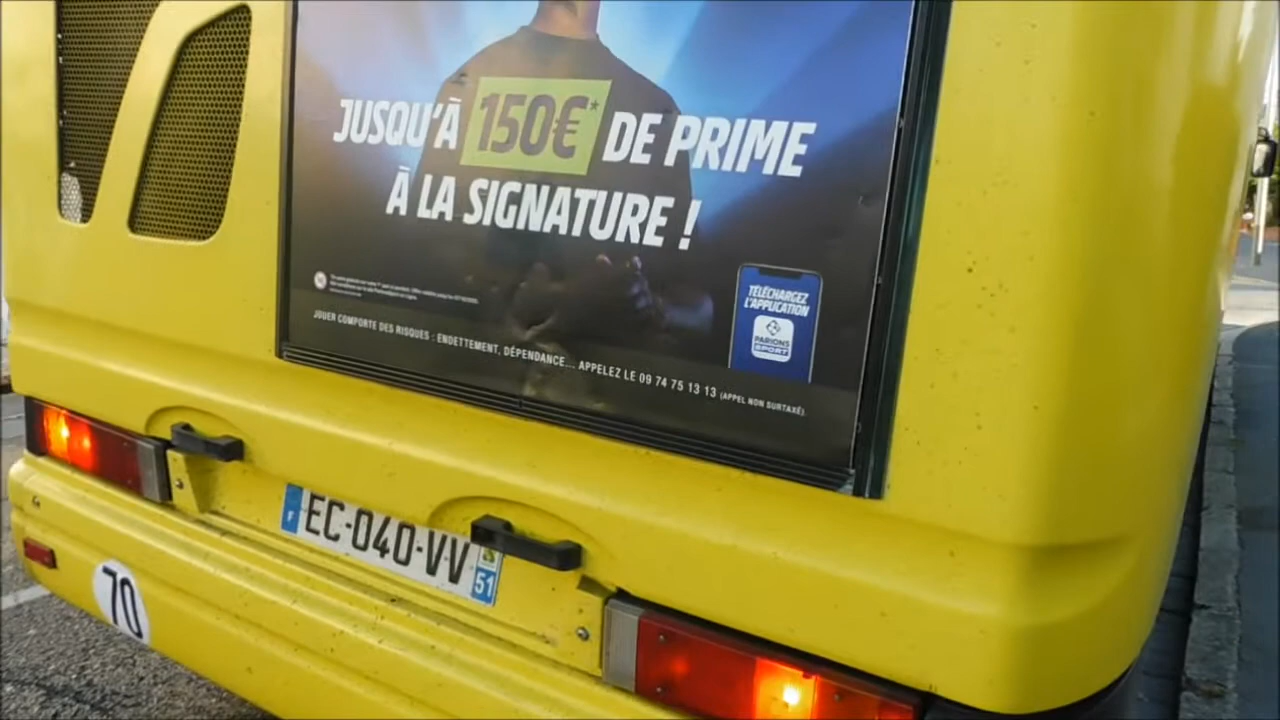 JUSQU'À 150€* DE PRIME
À LA SIGNATURE !
TÉLÉCHARGEZ
L'APPLICATION
PARIONS
SPORT
JOUER COMPORTE DES RISQUES : ENDETTEMENT, DÉPENDANCE... APPELEZ LE 09 74 75 13 13 (APPEL NON SURTAXÉ)
F EC-040-VV 51
70